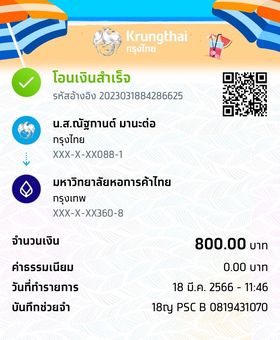 Krungthai
กรุงไทย
โอนเงินสำเร็จ
รหัสอ้างอิง 2023031884286625
น.ส.ณัฐกานต์ มานะต่อ
กรุงไทย
XXX-X-XX088-1
มหาวิทยาลัยหอการค้าไทย
กรุงเทพ
XXX-X-XX360-8
จำนวนเงิน 800.00 บาท
ค่าธรรมเนียม 0.00 บาท
วันที่ทำรายการ 18 มี.ค. 2566 - 11:46
บันทึกช่วยจำ 18ญ PSC B 0819431070